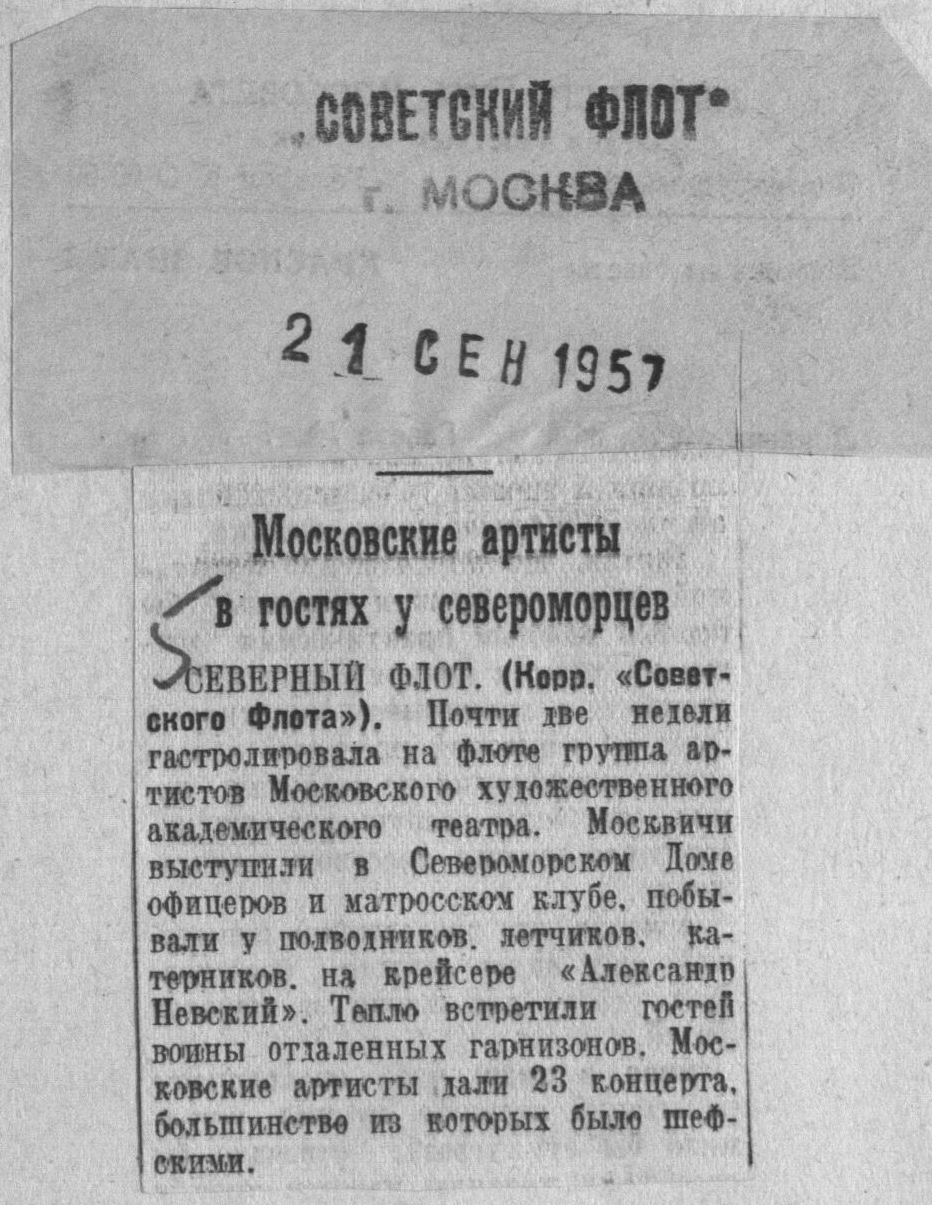 „СОВЕТСКИЙ ФЛОТ"
г. МОСКВА
21 СЕН 1957
Московские артисты
в гостях у североморцев
СЕВЕРНЫЙ ФЛОТ. (Корр. «Совет-
ского Флота»). Почти две недели
гастролировала на флоте группа ар-
тистов Московского художественного
академического театра. Москвичи
выступили в Североморском Доме
офицеров и матросском клубе, побы-
вали у подводников, летчиков, ка-
терников, на крейсере «Александр
Невский». Тепло встретили гостей
воины отдаленных гарнизонов. Мос-
ковские артисты дали 23 концерта,
большинство из которых было шеф-
скими.